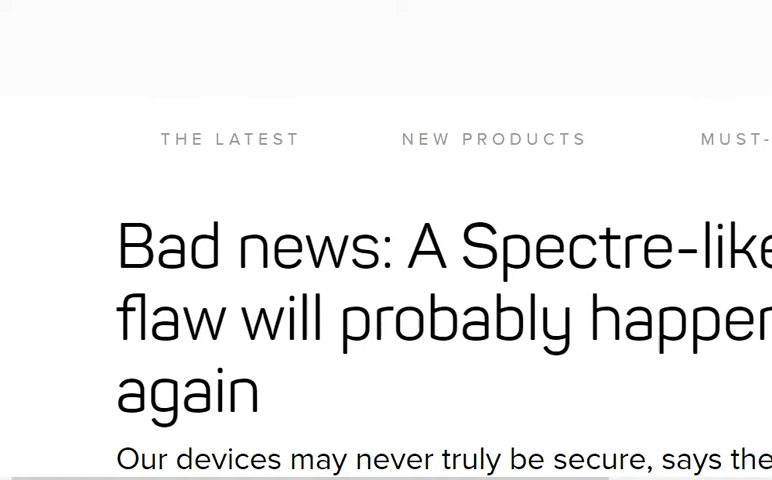 THE LATEST NEW PRODUCTS MUST-
Bad news: A Spectre-like
flaw will probably happen
again
Our devices may never truly be secure, says the